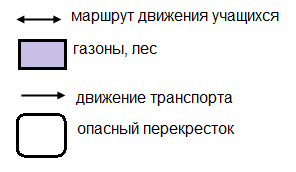 маршрут движения учащихся
газоны, лес
движение транспорта
опасный перекресток